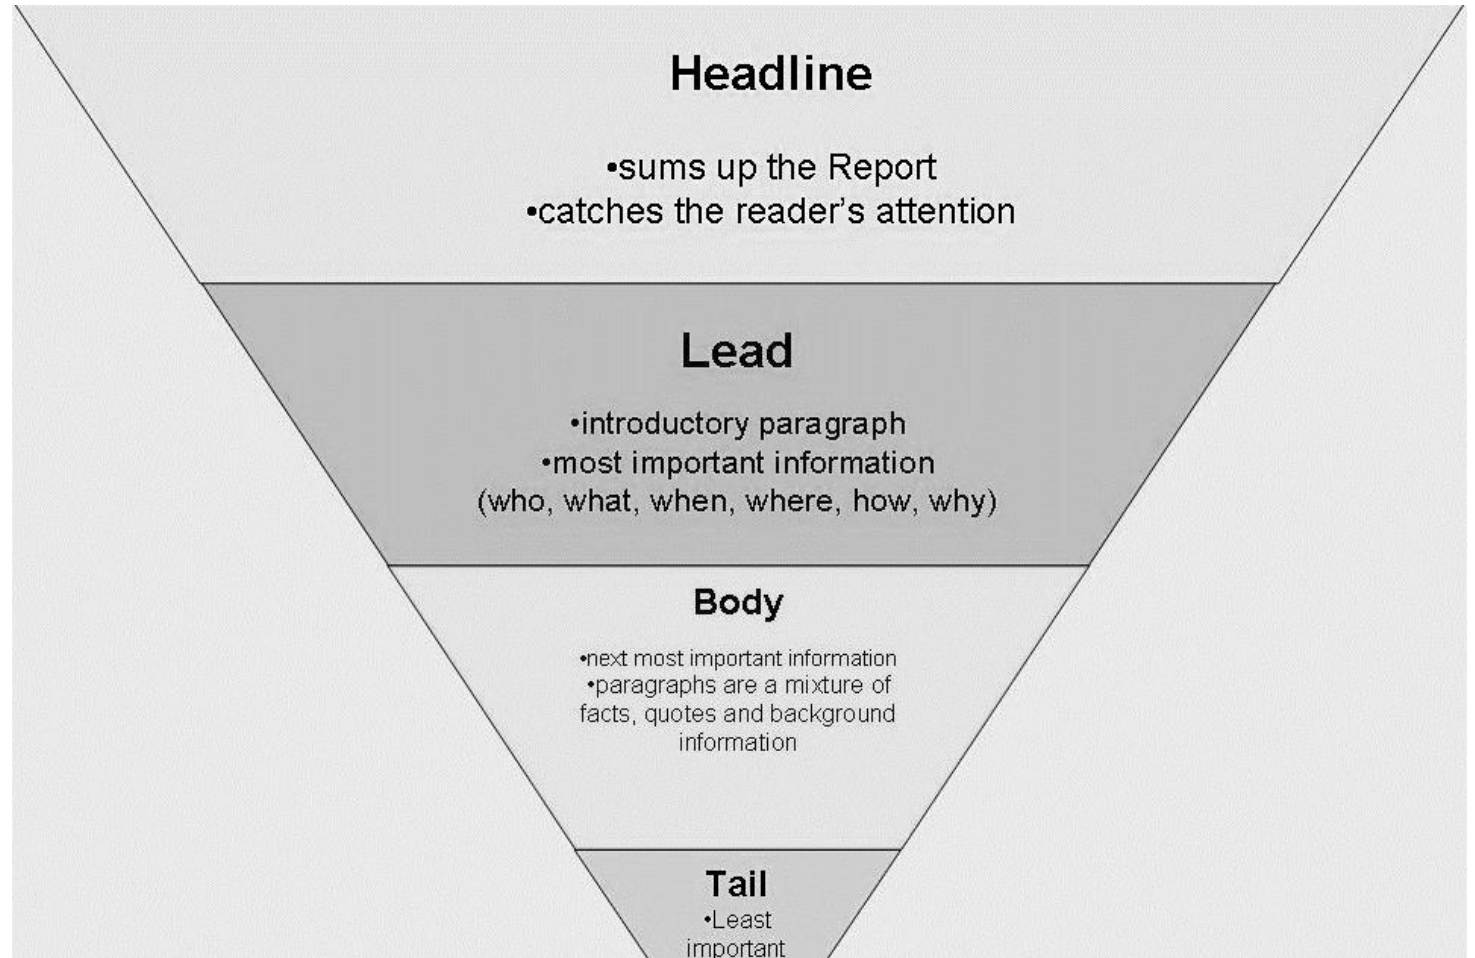 Headline
•sums up the Report
•catches the reader’s attention
Lead
•introductory paragraph
•most important information
(who, what, when, where, how, why)
Body
•next most important information
•paragraphs are a mixture of
facts, quotes and background
information
Tail
•Least
important